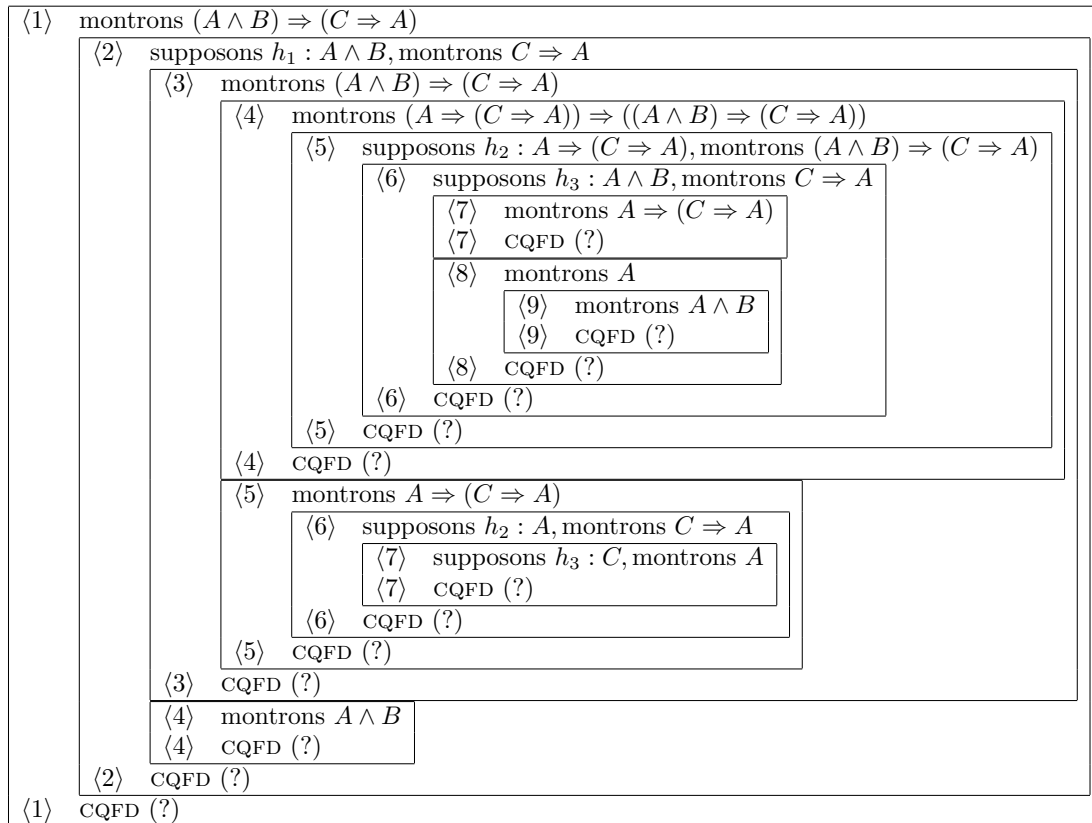 ⟨1⟩ montrons (A ∧ B) ⇒ (C ⇒ A)
⟨2⟩ supposons h₁ : A ∧ B, montrons C ⇒ A
⟨3⟩ montrons (A ∧ B) ⇒ (C ⇒ A)
⟨4⟩ montrons (A ⇒ (C ⇒ A)) ⇒ ((A ∧ B) ⇒ (C ⇒ A))
⟨5⟩ supposons h₂ : A ⇒ (C ⇒ A), montrons (A ∧ B) ⇒ (C ⇒ A)
⟨6⟩ supposons h₃ : A ∧ B, montrons C ⇒ A
⟨7⟩ montrons A ⇒ (C ⇒ A)
⟨7⟩ CQFD (?)
⟨8⟩ montrons A
⟨9⟩ montrons A ∧ B
⟨9⟩ CQFD (?)
⟨8⟩ CQFD (?)
⟨6⟩ CQFD (?)
⟨5⟩ CQFD (?)
⟨4⟩ CQFD (?)
⟨5⟩ montrons A ⇒ (C ⇒ A)
⟨6⟩ supposons h₂ : A, montrons C ⇒ A
⟨7⟩ supposons h₃ : C, montrons A
⟨7⟩ CQFD (?)
⟨6⟩ CQFD (?)
⟨5⟩ CQFD (?)
⟨3⟩ CQFD (?)
⟨4⟩ montrons A ∧ B
⟨4⟩ CQFD (?)
⟨2⟩ CQFD (?)
⟨1⟩ CQFD (?)